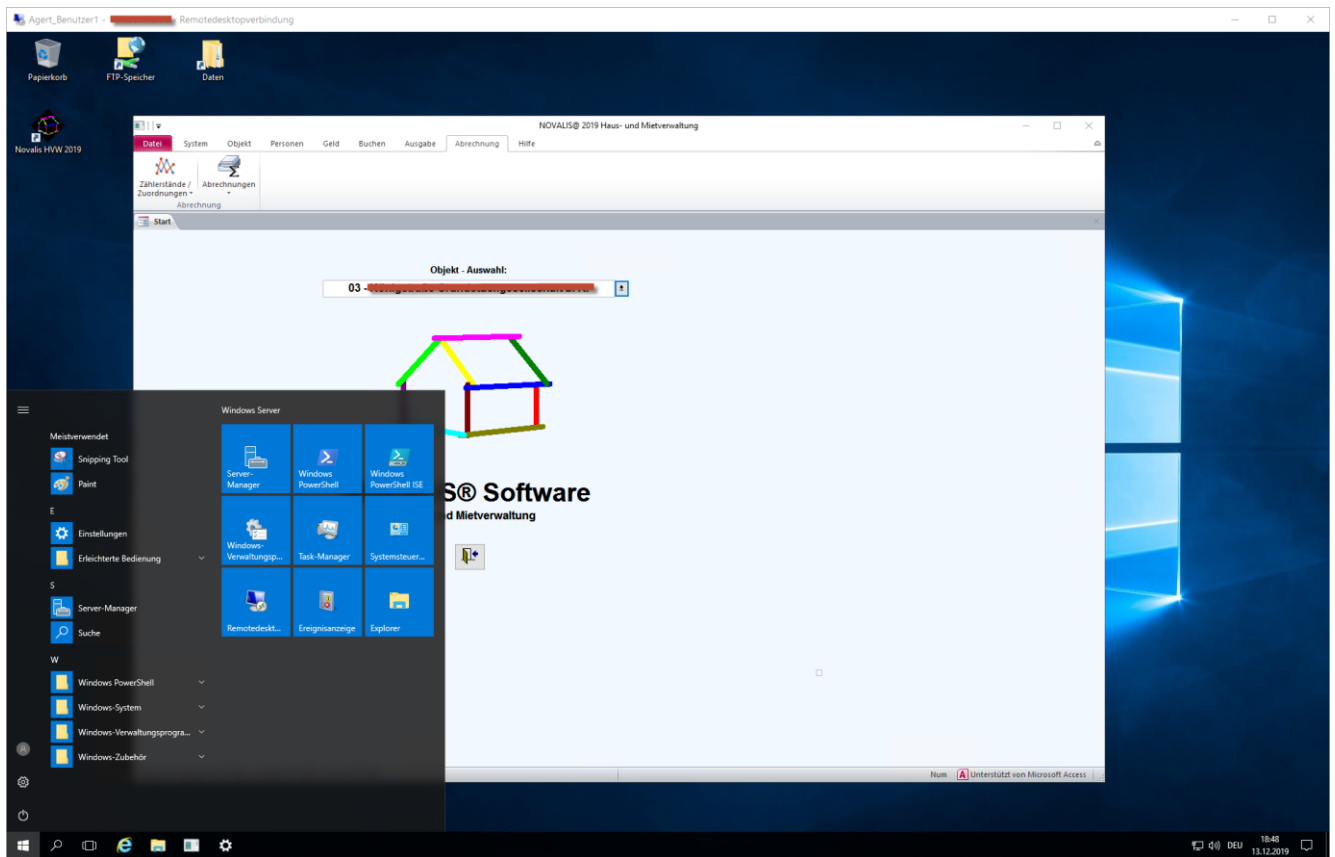 Agert_Benutzer1 - Remotedesktopverbindung
Papierkorb
FTP-Speicher
Daten
Novalis HVW 2019
NOVALIS® 2019 Haus- und Mietverwaltung
Datei System Objekt Personen Geld Buchen Ausgabe Abrechnung Hilfe
Zählerstände / Zuordnungen
Abrechnungen
Abrechnung
Start
Objekt - Auswahl:
03 -
S® Software
nd Mietverwaltung
Windows Server
Meistverwendet
Snipping Tool
Paint
E
Einstellungen
Erleichterte Bedienung
S
Server-Manager
Suche
W
Windows PowerShell
Windows-System
Windows-Verwaltungsprogra...
Windows-Zubehör
Server-Manager
Windows PowerShell
Windows PowerShell ISE
Windows-Verwaltungsp...
Task-Manager
Systemsteuer...
Remotedeskt...
Ereignisanzeige
Explorer
Num
Unterstützt von Microsoft Access
DEU
18:48
13.12.2019